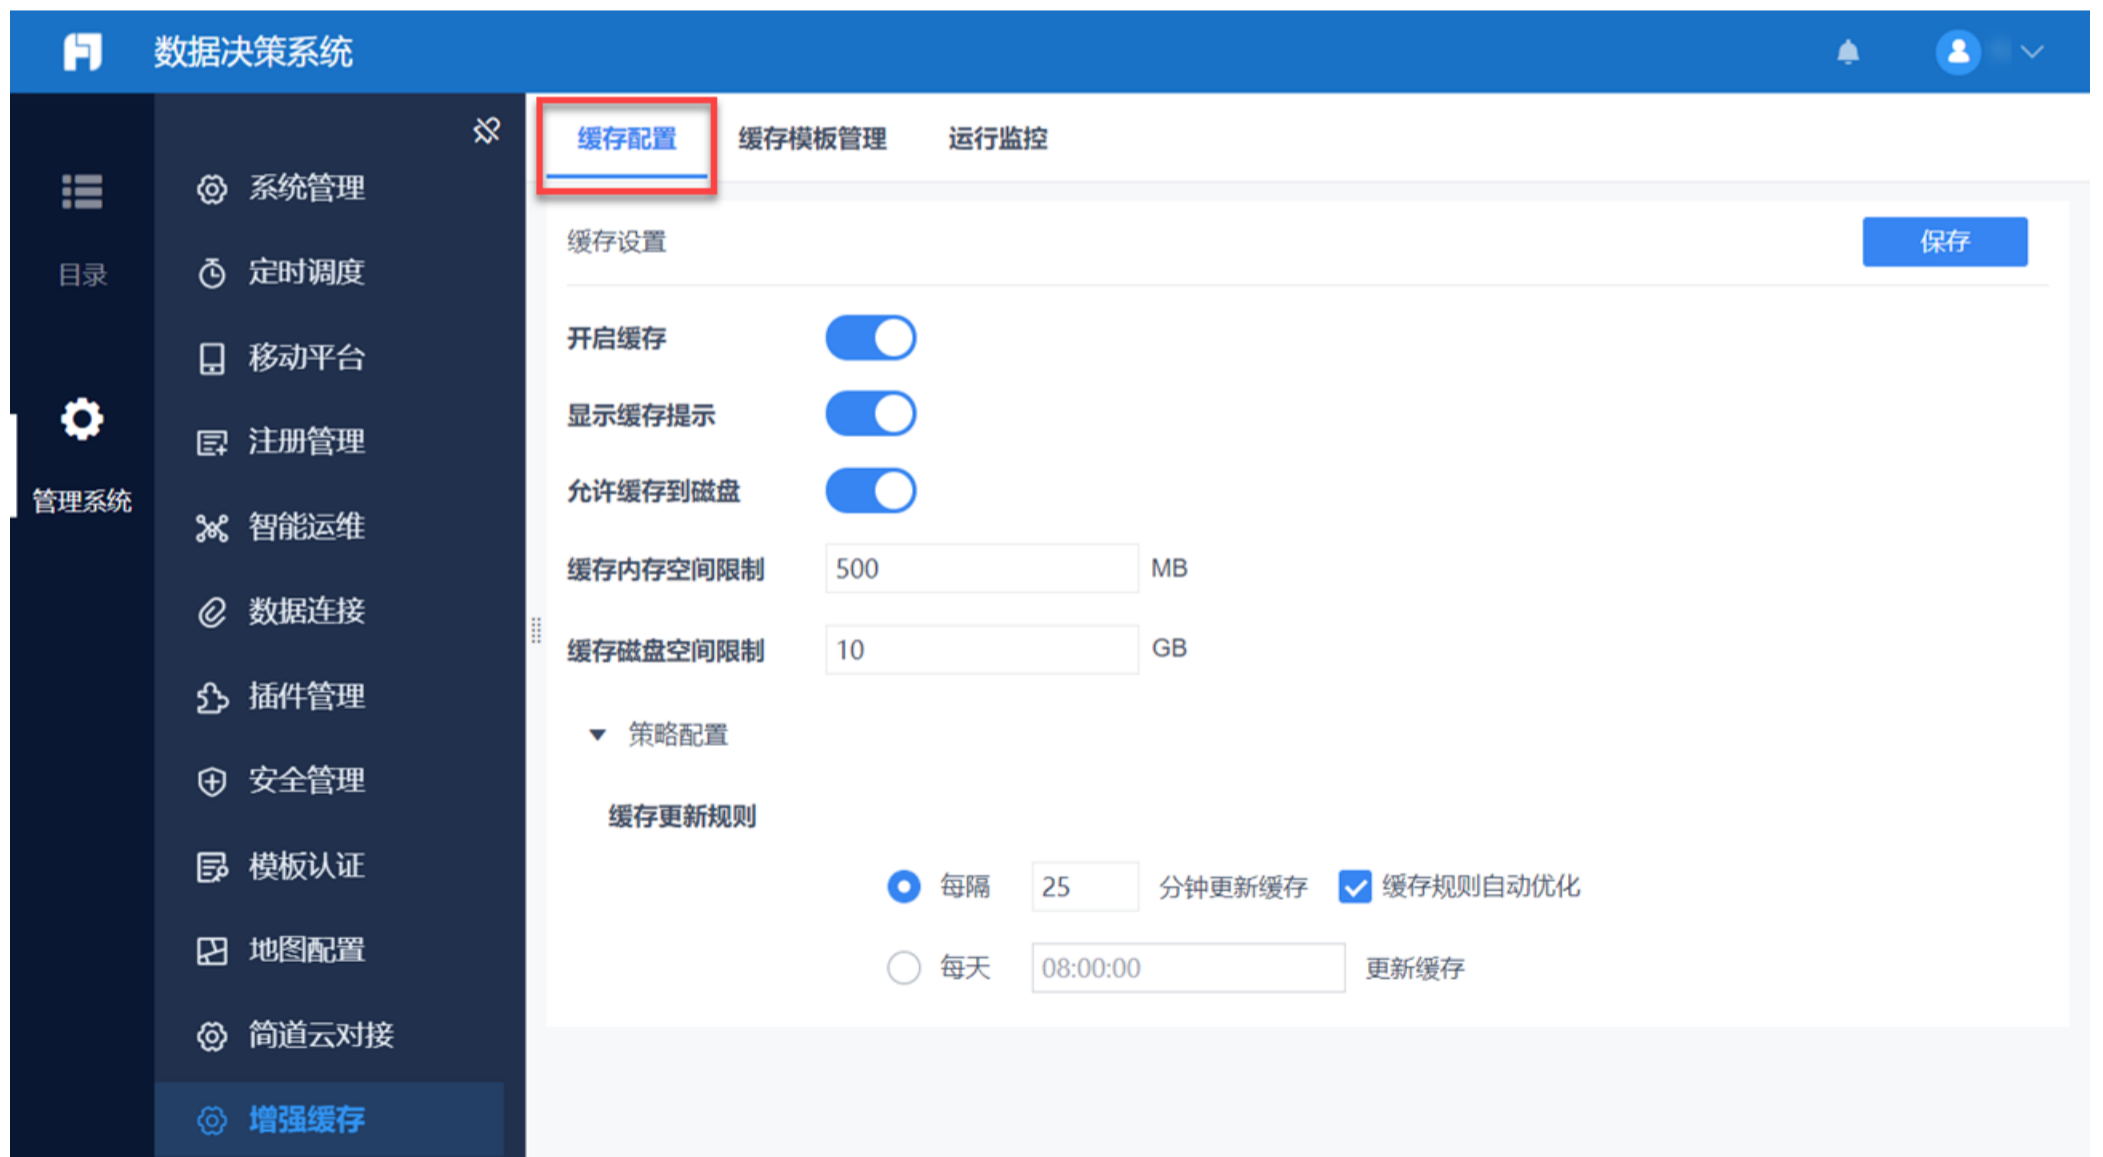 数据决策系统
目录
管理系统
系统管理
定时调度
移动平台
注册管理
智能运维
数据连接
插件管理
安全管理
模板认证
地图配置
简道云对接
增强缓存
缓存配置 缓存模板管理 运行监控
缓存设置 保存
开启缓存
显示缓存提示
允许缓存到磁盘
缓存内存空间限制 500 MB
缓存磁盘空间限制 10 GB
策略配置
缓存更新规则
每隔 25 分钟更新缓存 缓存规则自动优化
每天 08:00:00 更新缓存